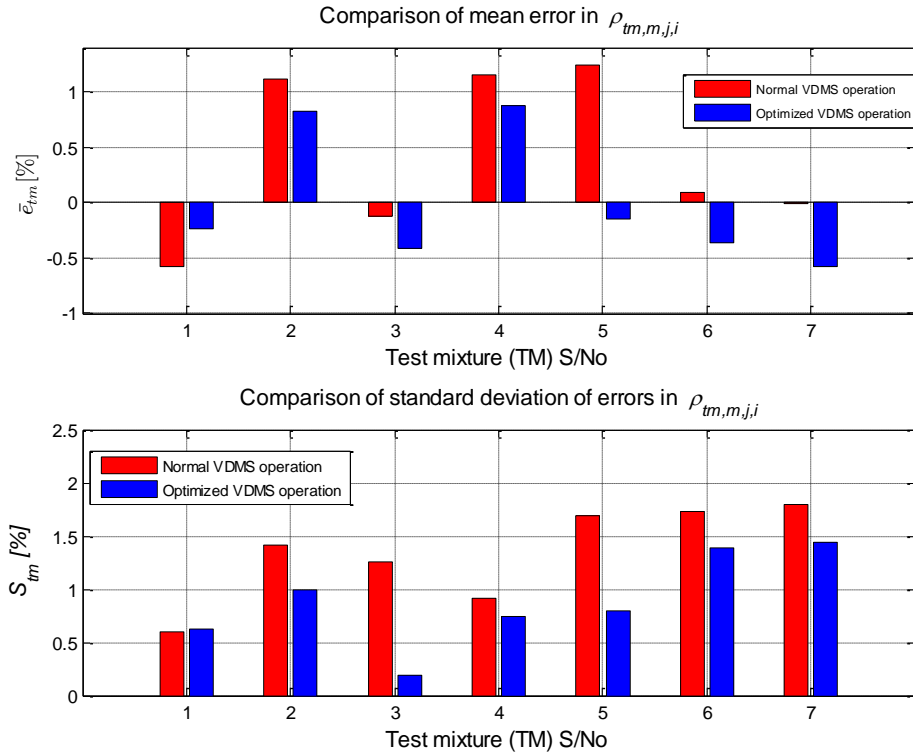 Comparison of mean error in ρtm,m,j,i
1
0.5
0
-0.5
-1
ētm [%]
Normal VDMS operation
Optimized VDMS operation
1 2 3 4 5 6 7
Test mixture (TM) S/No
Comparison of standard deviation of errors in ρtm,m,j,i
2.5
2
1.5
1
0.5
0
Stm [%]
Normal VDMS operation
Optimized VDMS operation
1 2 3 4 5 6 7
Test mixture (TM) S/No